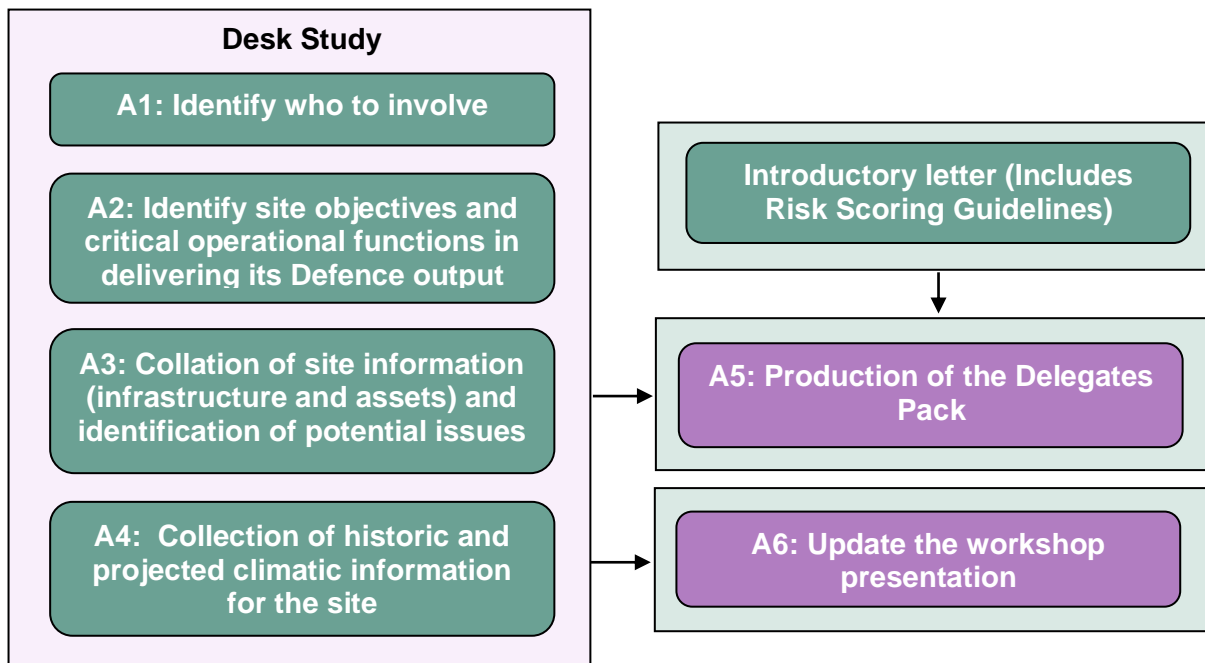 Desk Study
A1: Identify who to involve
A2: Identify site objectives and
critical operational functions in
delivering its Defence output
A3: Collation of site information
(infrastructure and assets) and
identification of potential issues
A4:  Collection of historic and
projected climatic information
for the site
Introductory letter (Includes
Risk Scoring Guidelines)
A5: Production of the Delegates
Pack
A6: Update the workshop
presentation